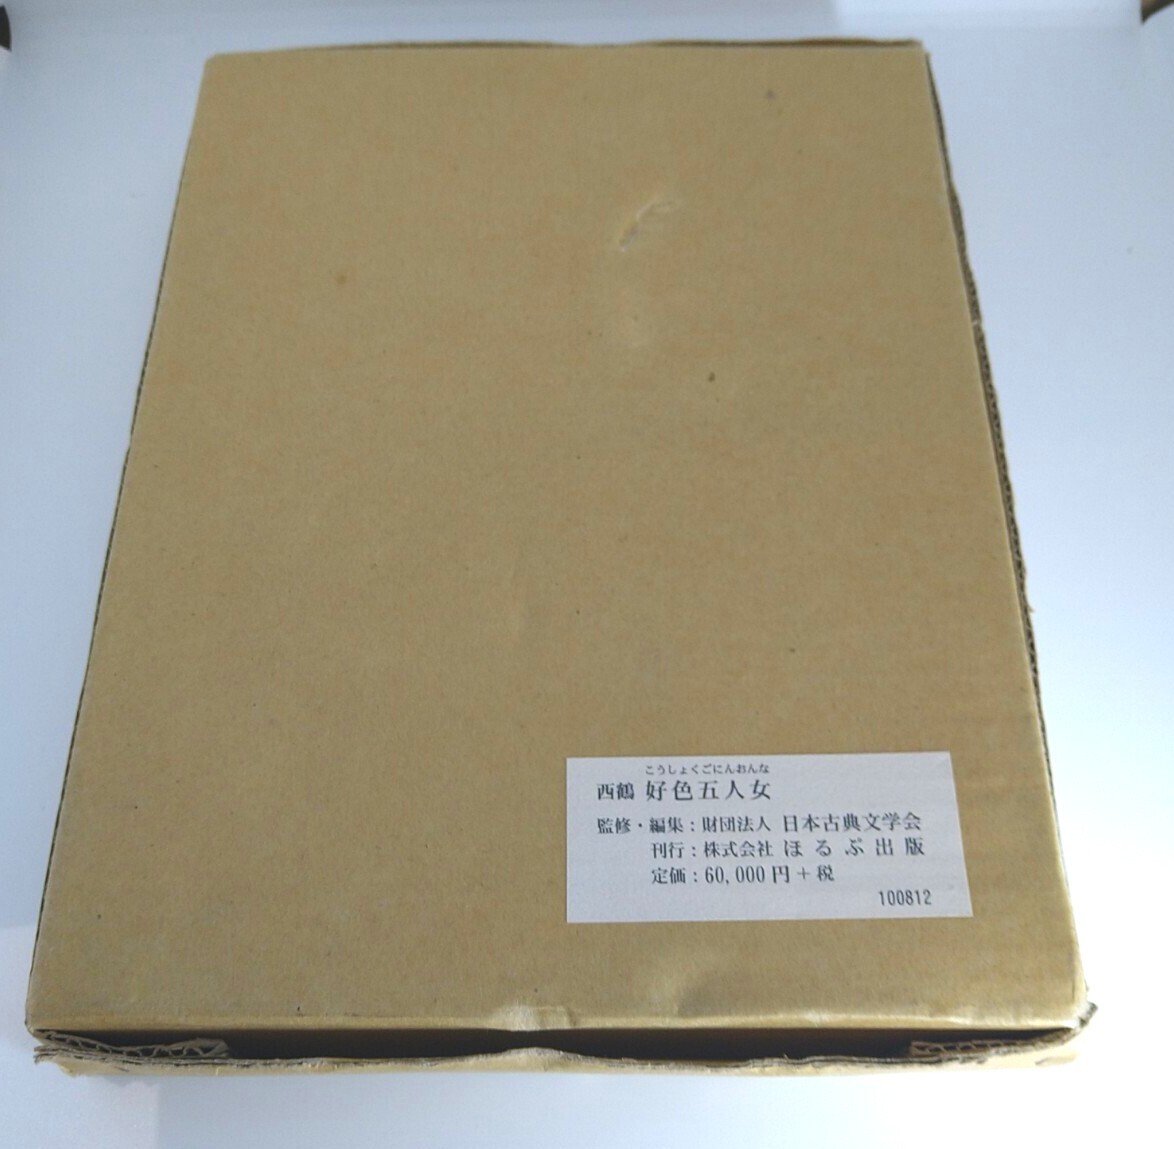 こうしょくごにんおんな
西鶴 好色五人女
監修・編集：財団法人 日本古典文学会
刊行：株式会社 ほるぷ出版
定価：60,000円＋税
100812